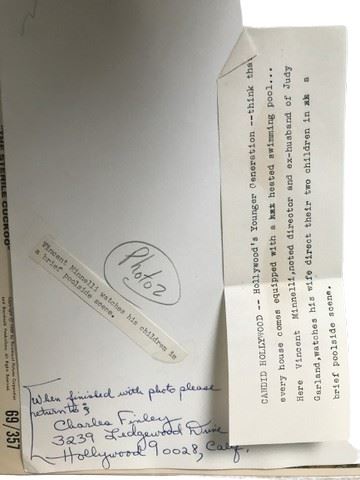 CANDID HOLLYWOOD -- Hollywood's Younger Generation --think that
every house comes equipped with a xxx heated swimming pool...
Here Vincent Minnelli,noted director and ex-husband of Judy
Garland,watches his wife direct their two children in xx a
brief poolside scene.
Vincent Minnelli watches his children in
a brief poolside scene.
Photo 2
When finished with photo please
return to:
Charles Finley
3239 Ledgewood Drive
Hollywood 90028, Calif.
THE STERILE CUCKOO
69/357